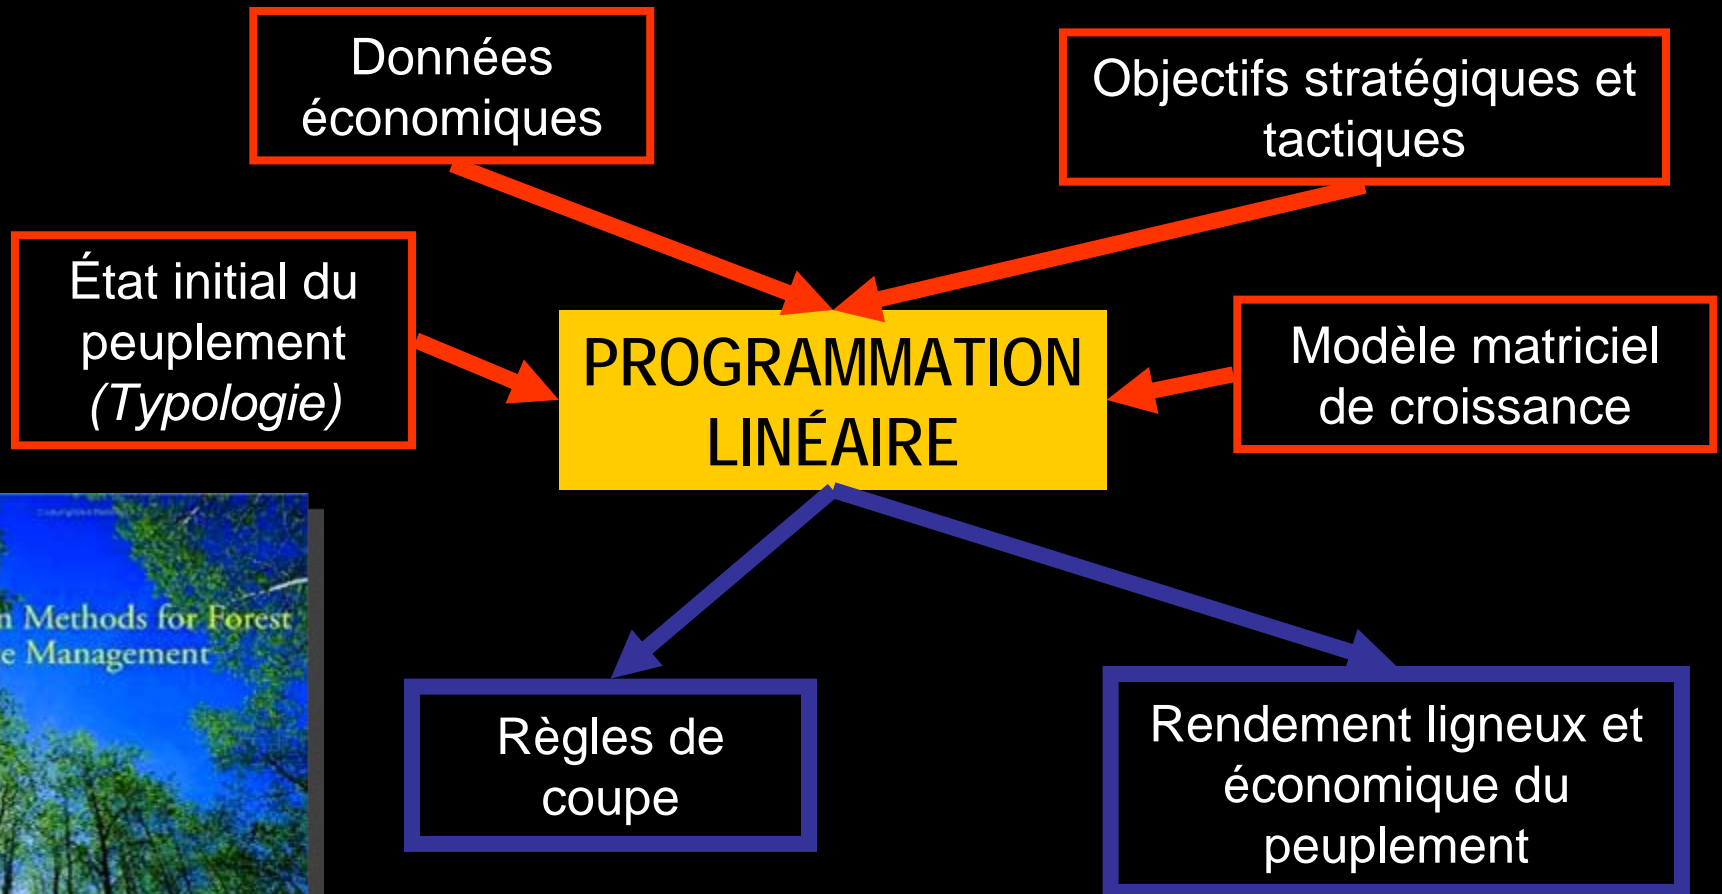 Données
économiques
Objectifs stratégiques et
tactiques
État initial du
peuplement
(Typologie)
PROGRAMMATION
LINÉAIRE
Modèle matriciel
de croissance
n Methods for Forest
e Management
Règles de
coupe
Rendement ligneux et
économique du
peuplement